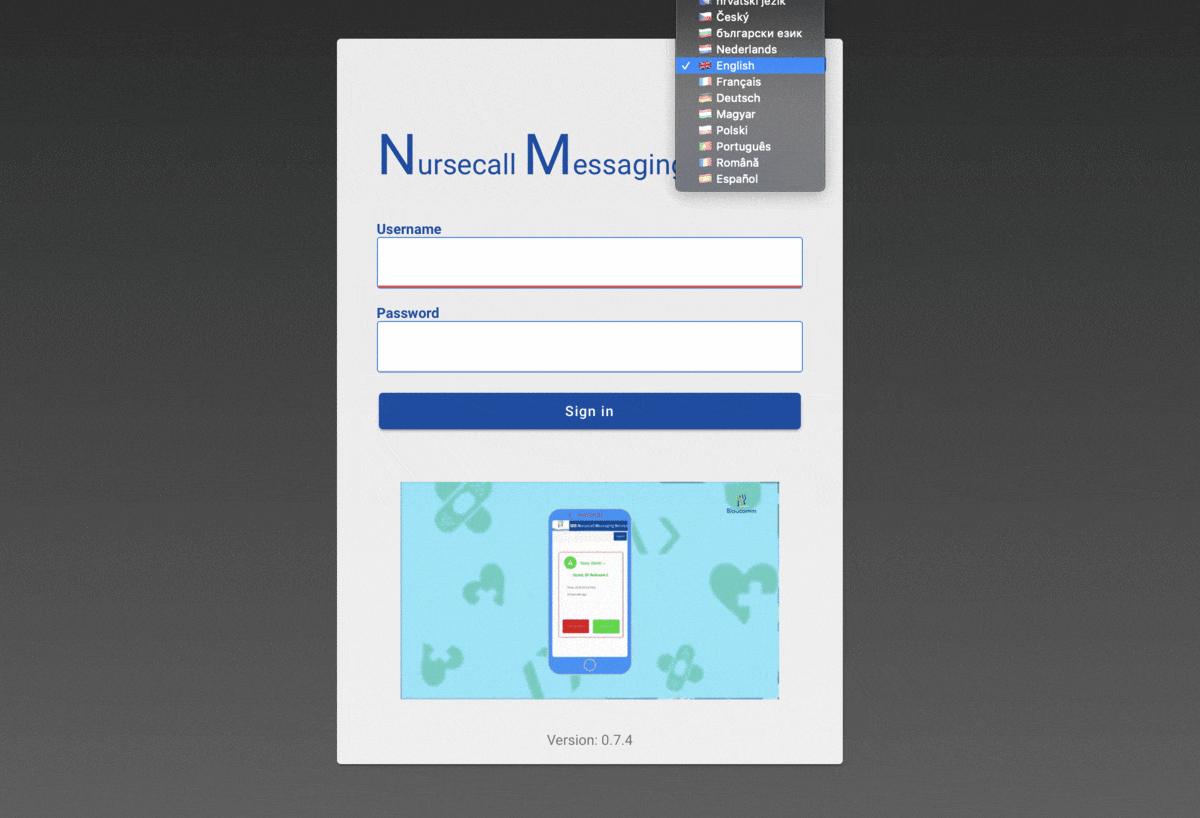 hrvatski jezik
Český
български език
Nederlands
✓ English
Français
Deutsch
Magyar
Polski
Português
Română
Español
Nursecall Messaging
Username
Password
Sign in
Version: 0.7.4